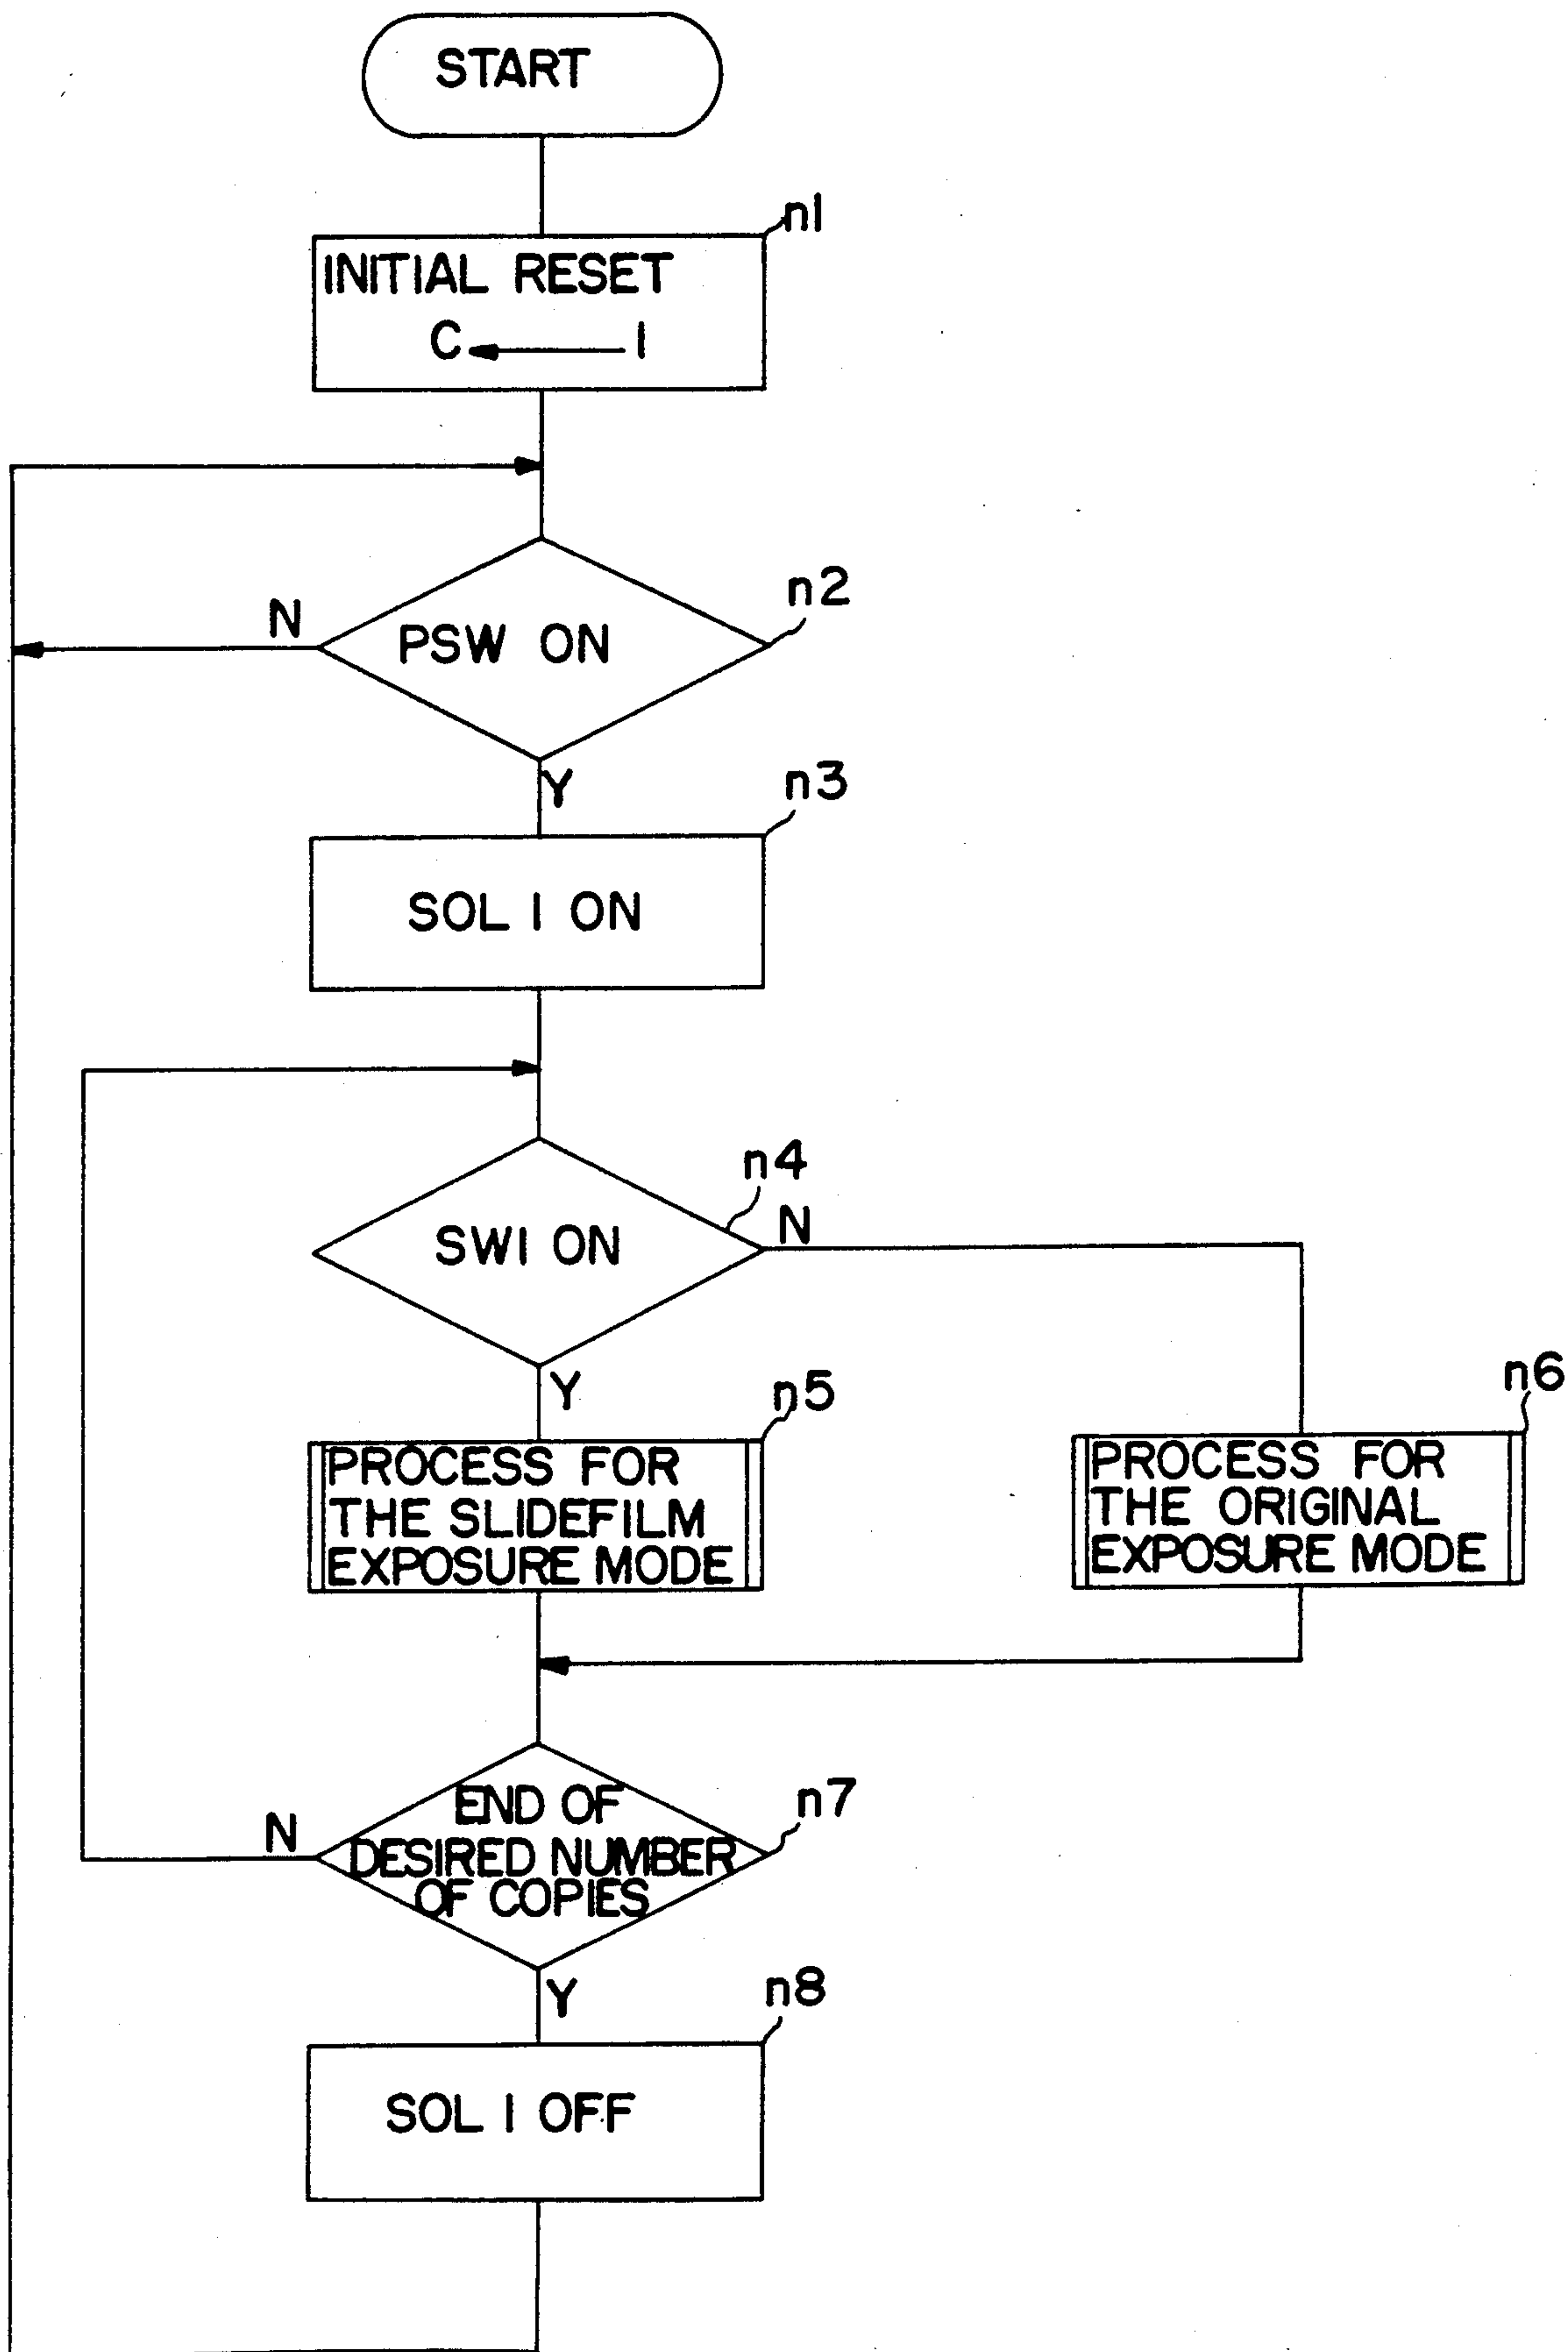 START
n1
INITIAL RESET
C ← 1
n2
N
PSW ON
Y
n3
SOL 1 ON
n4
SW1 ON
N
Y
n5
PROCESS FOR
THE SLIDEFILM
EXPOSURE MODE
n6
PROCESS FOR
THE ORIGINAL
EXPOSURE MODE
n7
N
END OF
DESIRED NUMBER
OF COPIES
Y
n8
SOL 1 OFF